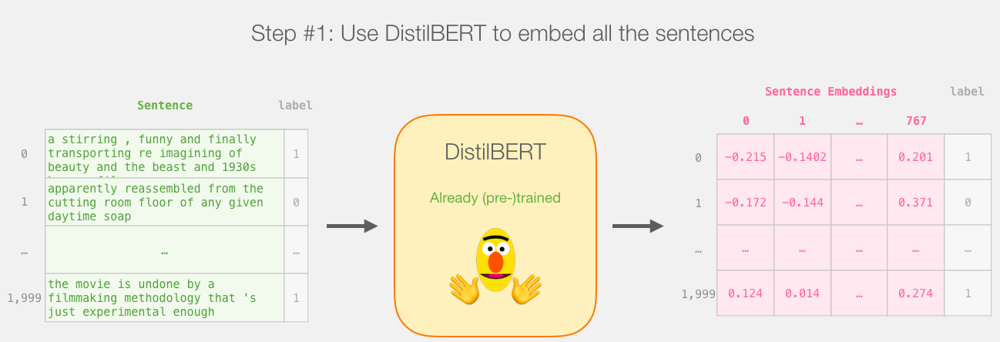 Step #1: Use DistilBERT to embed all the sentences
Sentence label
0
a stirring , funny and finally
transporting re imagining of
beauty and the beast and 1930s
1
1
apparently reassembled from the
cutting room floor of any given
daytime soap
0
… … …
1,999
the movie is undone by a
filmmaking methodology that 's
just experimental enough
1
DistilBERT
Already (pre-)trained
Sentence Embeddings label
0 1 … 767
0 −0.215 −0.1402 … 0.201 1
1 −0.172 −0.144 … 0.371 0
… … … … … …
1,999 0.124 0.014 … 0.274 1